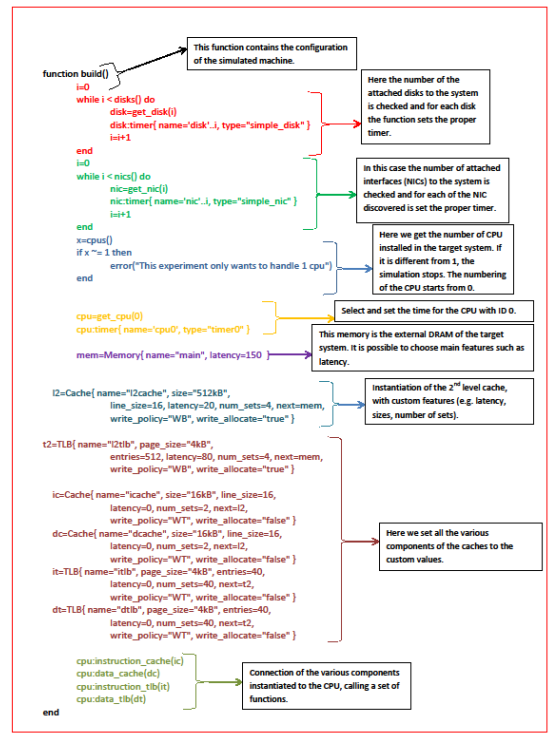 This function contains the configuration
of the simulated machine.
function build()
i=0
while i < disks() do
disk=get_disk(i)
disk:timer{ name='disk'..i, type="simple_disk" }
i=i+1
end
Here the number of the
attached disks to the system
is checked and for each disk
the function sets the proper
timer.
i=0
while i < nics() do
nic=get_nic(i)
nic:timer{ name='nic'..i, type="simple_nic" }
i=i+1
end
In this case the number of attached
interfaces (NICs) to the system is
checked and for each of the NIC
discovered is set the proper timer.
x=cpus()
if x ~= 1 then
error("This experiment only wants to handle 1 cpu")
end
Here we get the number of CPU
installed in the target system. If
it is different from 1, the
simulation stops. The numbering
of the CPU starts from 0.
cpu=get_cpu(0)
cpu:timer{ name='cpu0', type="timer0" }
Select and set the time for the CPU with ID 0.
mem=Memory{ name="main", latency=150 }
This memory is the external DRAM of the target
system. It is possible to choose main features such as
latency.
l2=Cache{ name="l2cache", size="512kB",
line_size=16, latency=20, num_sets=4, next=mem,
write_policy="WB", write_allocate="true" }
Instantiation of the 2nd level cache,
with custom features (e.g. latency,
sizes, number of sets).
t2=TLB{ name="l2tlb", page_size="4kB",
entries=512, latency=80, num_sets=4, next=mem,
write_policy="WB", write_allocate="true" }
ic=Cache{ name="icache", size="16kB", line_size=16,
latency=0, num_sets=2, next=l2,
write_policy="WT", write_allocate="false" }
dc=Cache{ name="dcache", size="16kB", line_size=16,
latency=0, num_sets=2, next=l2,
write_policy="WT", write_allocate="false" }
it=TLB{ name="itlb", page_size="4kB", entries=40,
latency=0, num_sets=40, next=t2,
write_policy="WT", write_allocate="false" }
dt=TLB{ name="dtlb", page_size="4kB", entries=40,
latency=0, num_sets=40, next=t2,
write_policy="WB", write_allocate="false" }
Here we set all the various
components of the caches to the
custom values.
cpu:instruction_cache(ic)
cpu:data_cache(dc)
cpu:instruction_tlb(it)
cpu:data_tlb(dt)
Connection of the various components
instantiated to the CPU, calling a set of
functions.
end